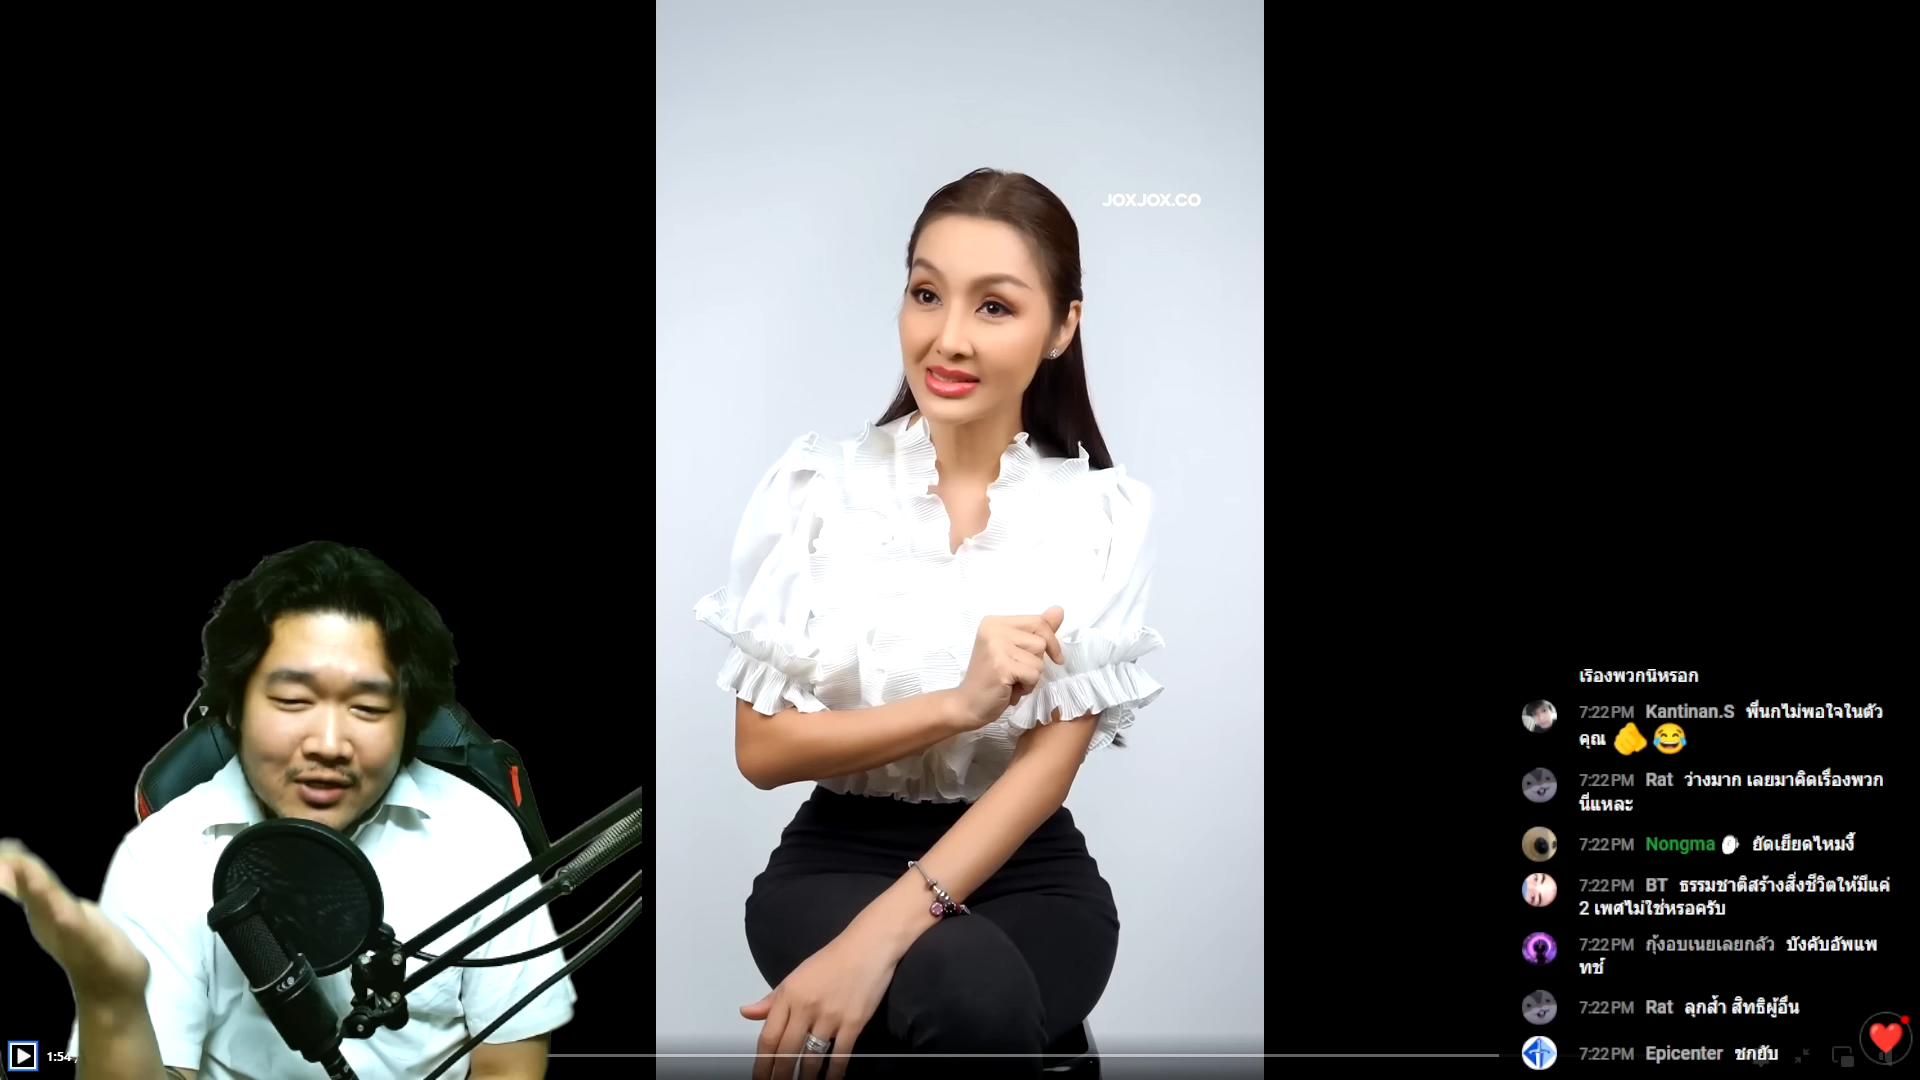 JOXJOX.CO
เรื่องพวกนี้หรอก
7:22 PM Kantinan.S พี่นกไม่พอใจในตัว
คุณ 🫵😂
7:22 PM Rat ว่างมาก เลยมาคิดเรื่องพวก
นี่แหละ
7:22 PM Nongma ยัดเยียดไหมงี้
7:22 PM BT ธรรมชาติสร้างสิ่งชีวิตให้มีแค่
2 เพศไม่ใช่หรอครับ
7:22 PM กุ้งอบเนยเลยกลัว บังคับอัพแพ
ทช์
7:22 PM Rat ลุกล้ำ สิทธิผู้อื่น
7:22 PM Epicenter ชกยับ
1:54 /